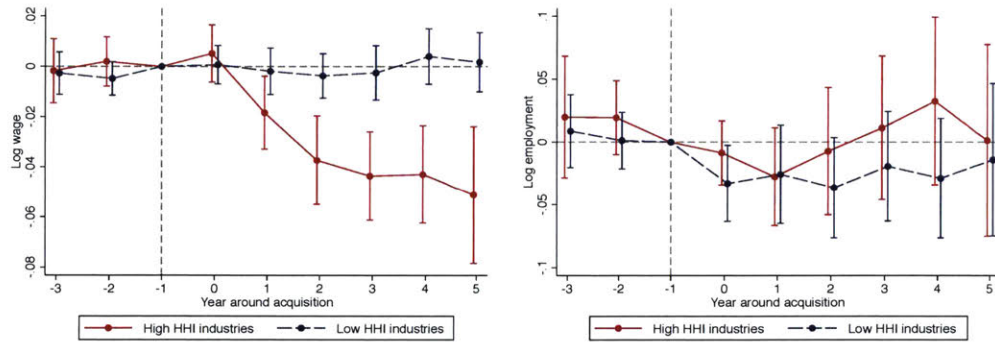 Log wage
.02
0
-.02
-.04
-.06
-.08
-3 -2 -1 0 1 2 3 4 5
Year around acquisition
High HHI industries Low HHI industries
Log employment
.1
.05
0
-.05
-.1
-3 -2 -1 0 1 2 3 4 5
Year around acquisition
High HHI industries Low HHI industries